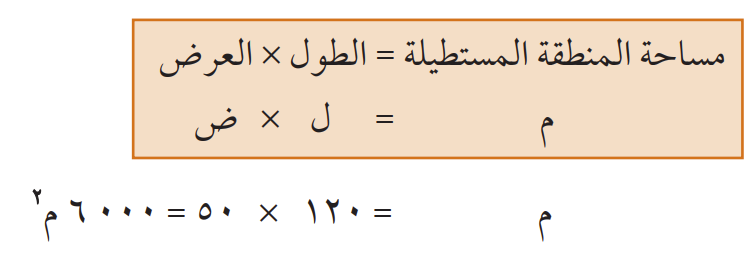 مساحة المنطقة المستطيلة = الطول × العرض
م = ل × ض
م = ١٢٠ × ٥٠ = ٦٠٠٠ م٢